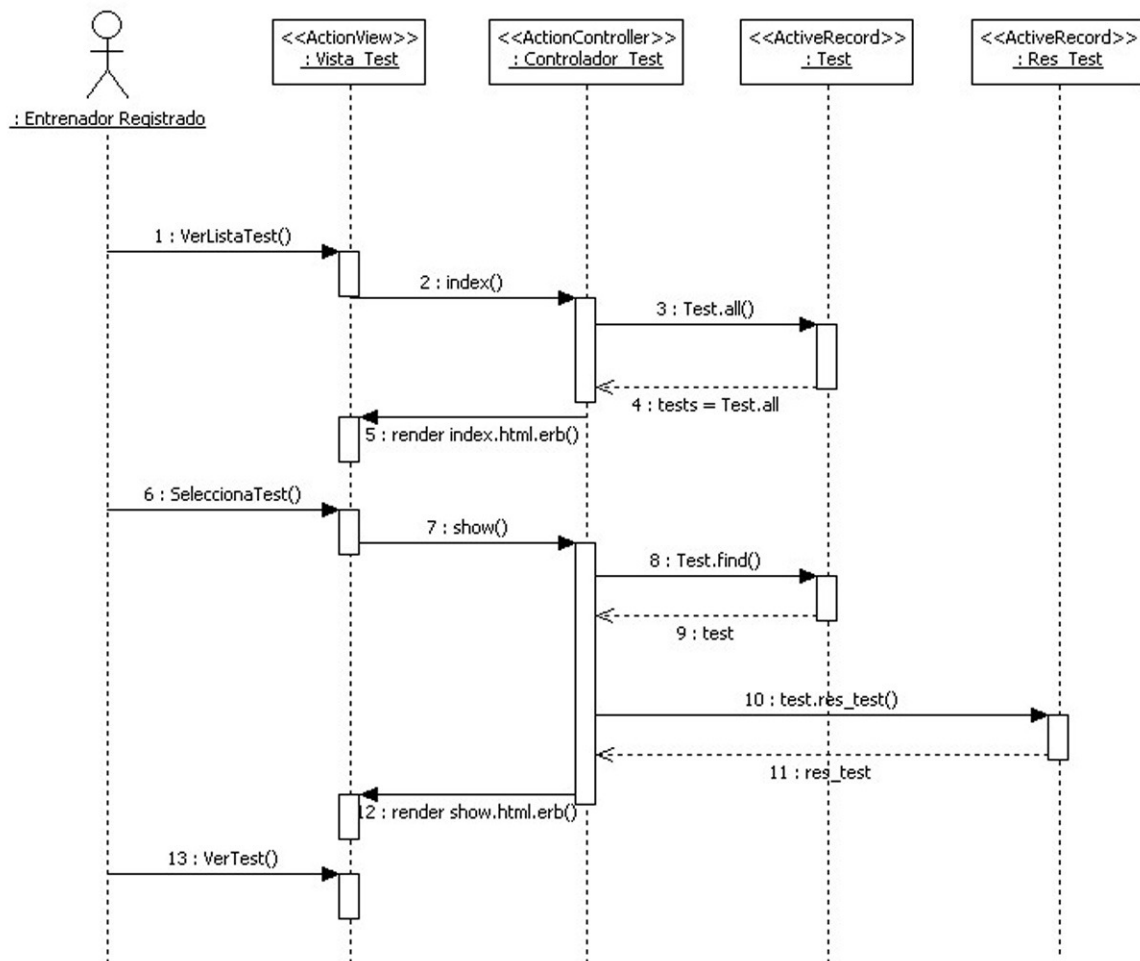 <<ActionView>>
: Vista_Test
<<ActionController>>
: Controlador_Test
<<ActiveRecord>>
: Test
<<ActiveRecord>>
: Res_Test
: Entrenador Registrado
1 : VerListaTest()
2 : index()
3 : Test.all()
4 : tests = Test.all
5 : render index.html.erb()
6 : SeleccionaTest()
7 : show()
8 : Test.find()
9 : test
10 : test.res_test()
11 : res_test
12 : render show.html.erb()
13 : VerTest()